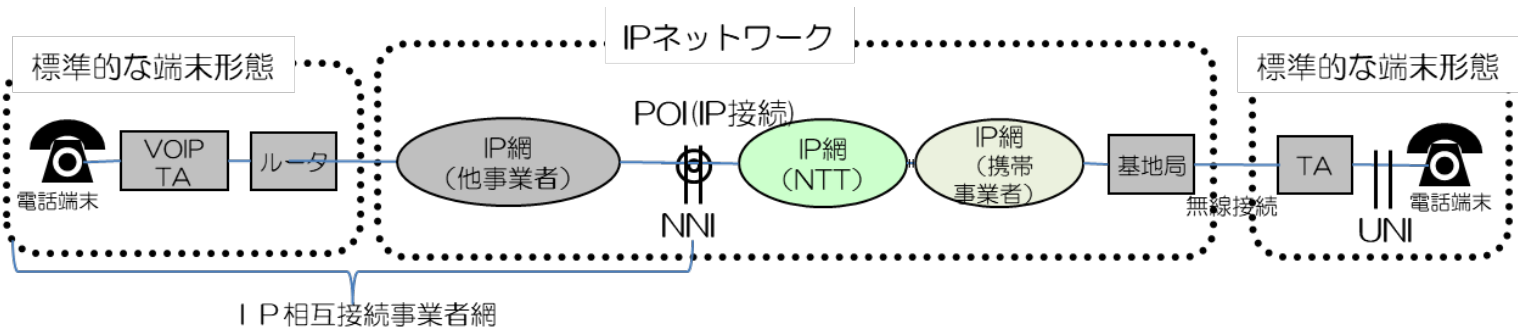 IPネットワーク
標準的な端末形態
標準的な端末形態
POI(IP接続)
電話端末
VOIP
TA
ルータ
IP網
（他事業者）
NNI
IP網
（NTT）
IP網
（携帯
事業者）
基地局
無線接続
TA
UNI
電話端末
ＩＰ相互接続事業者網